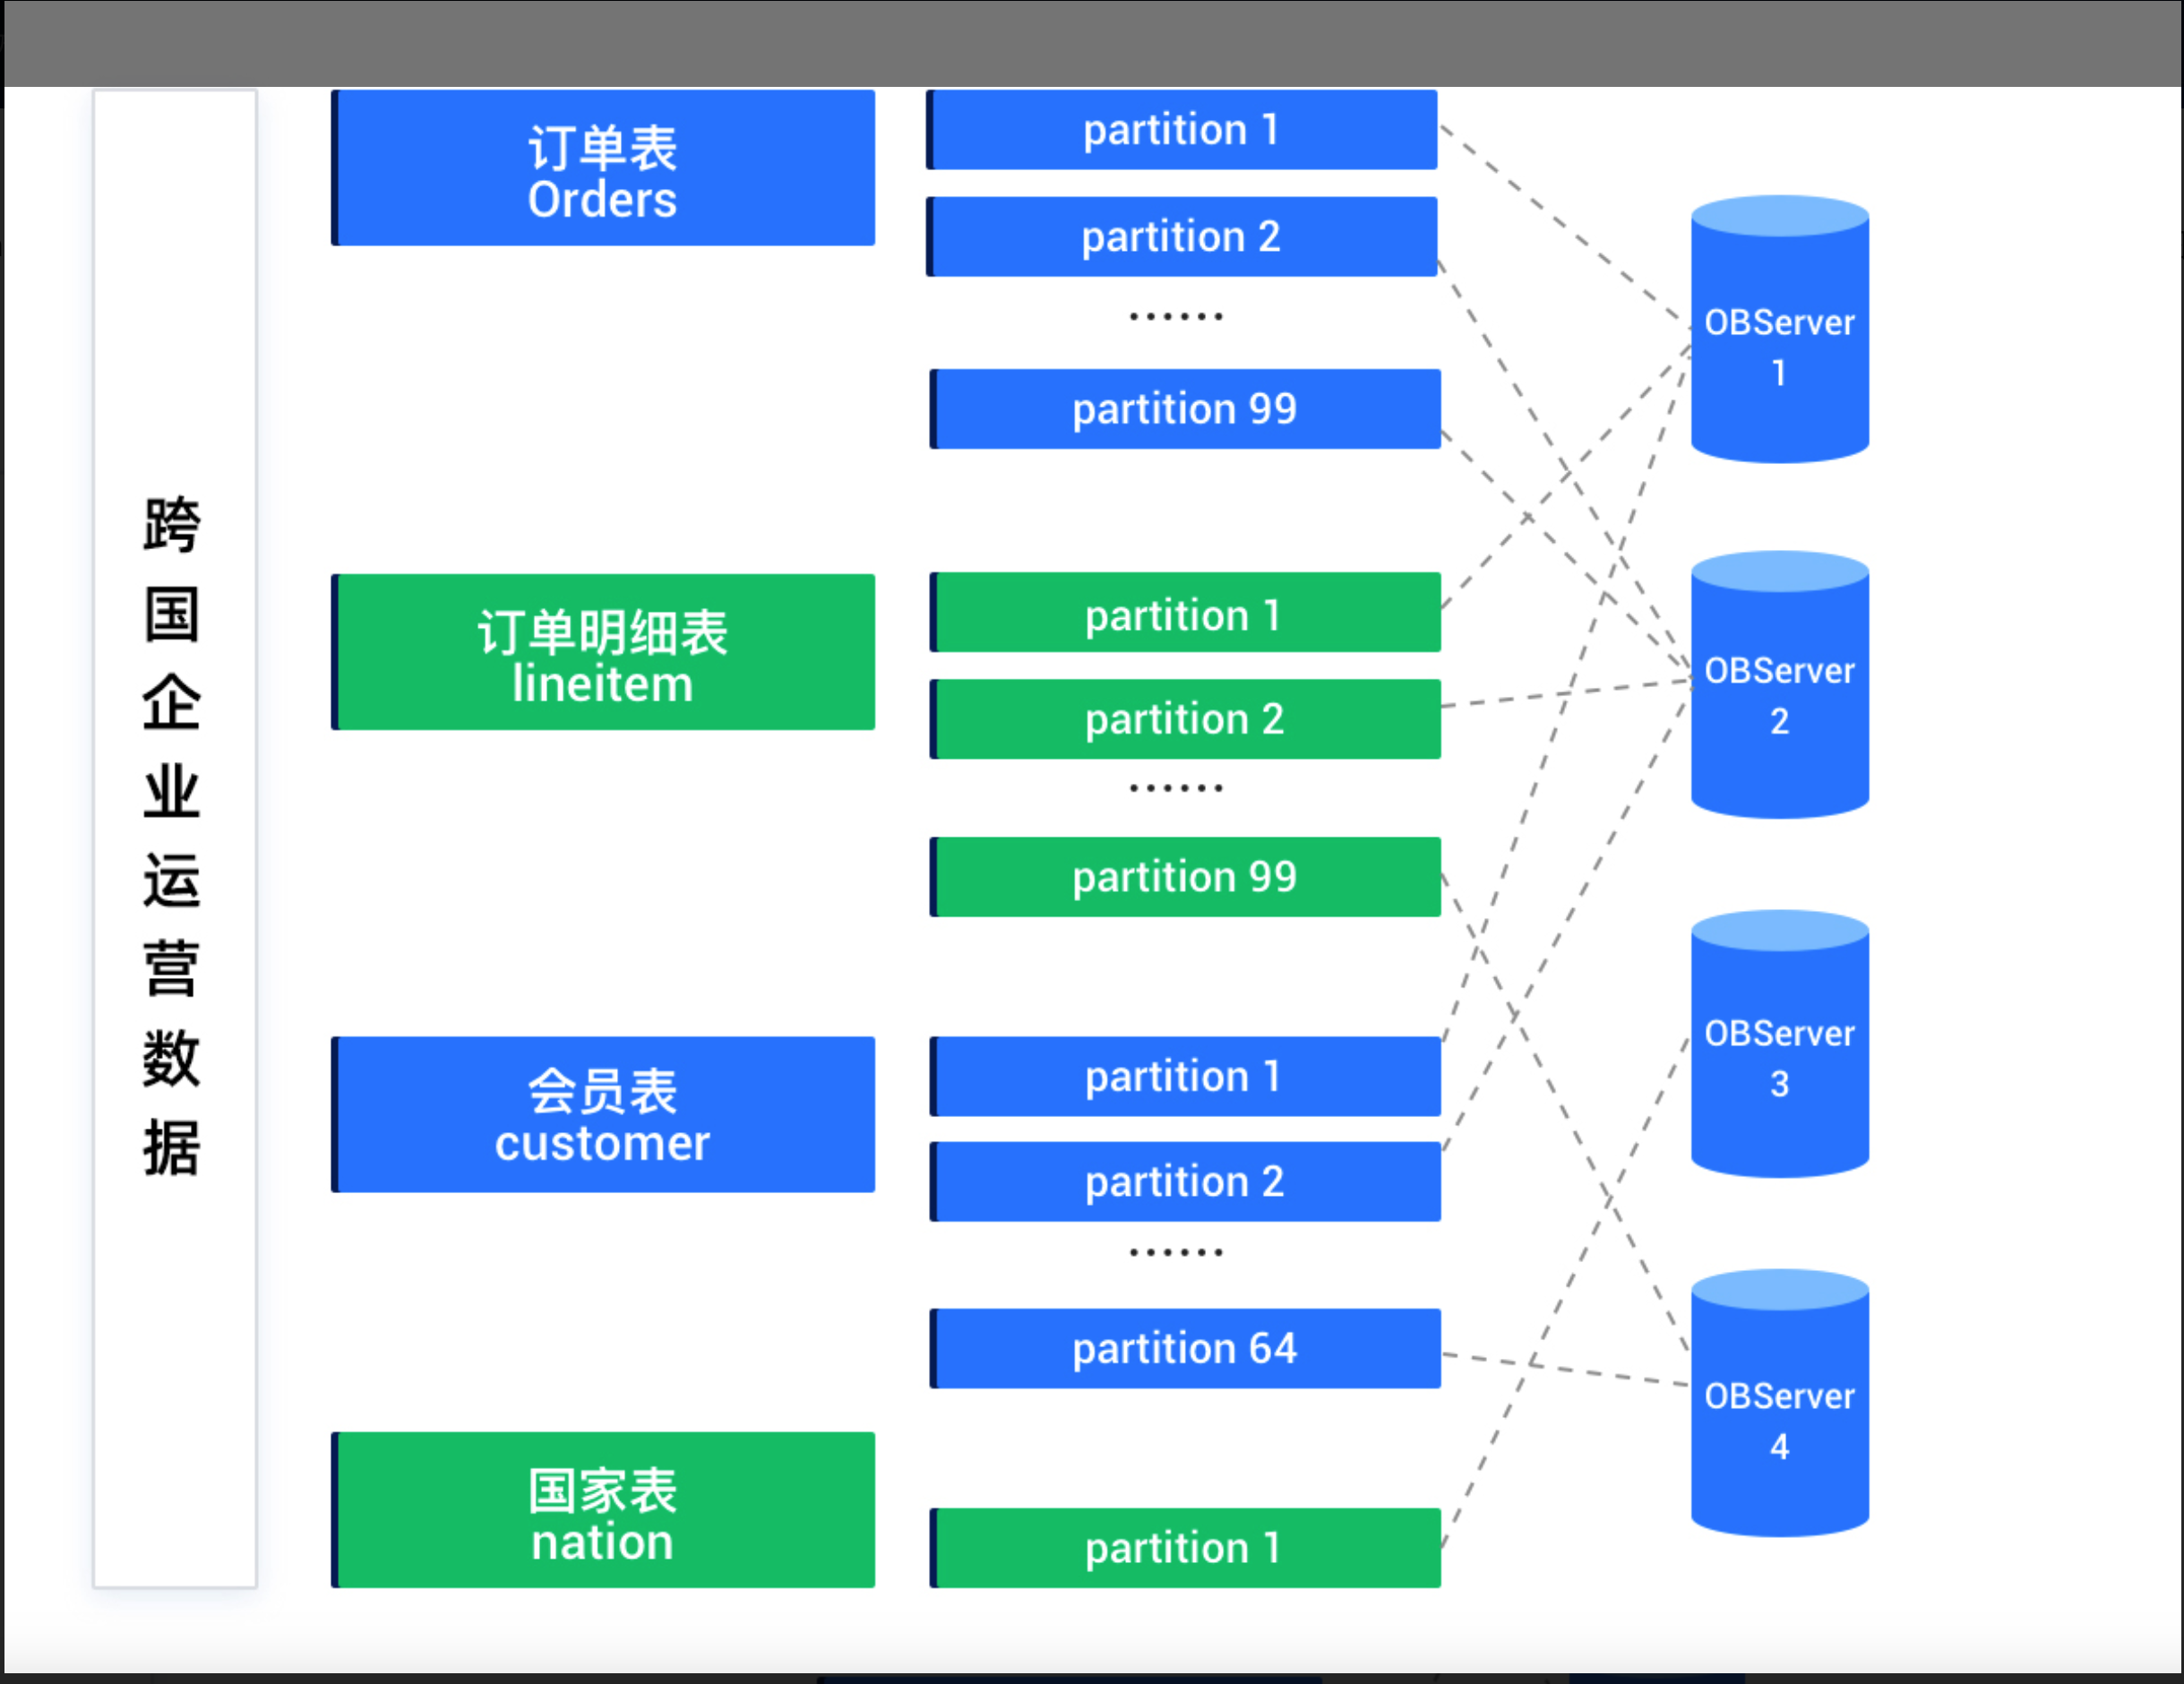 跨国企业运营数据
订单表
Orders
partition 1
partition 2
······
partition 99
订单明细表
lineitem
partition 1
partition 2
······
partition 99
会员表
customer
partition 1
partition 2
······
partition 64
国家表
nation
partition 1
OBServer
1
OBServer
2
OBServer
3
OBServer
4